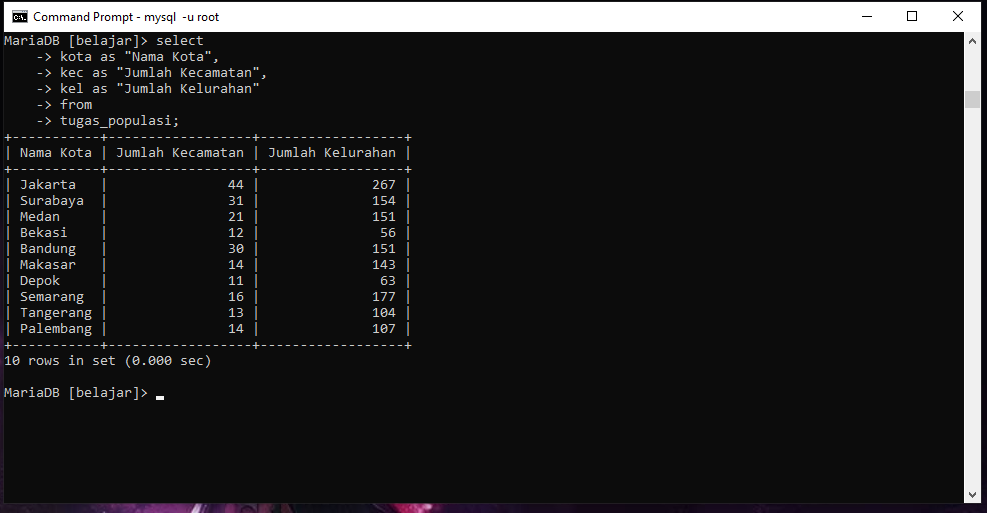 Command Prompt - mysql  -u root
MariaDB [belajar]> select
    -> kota as "Nama Kota",
    -> kec as "Jumlah Kecamatan",
    -> kel as "Jumlah Kelurahan"
    -> from
    -> tugas_populasi;
+-----------+------------------+------------------+
| Nama Kota | Jumlah Kecamatan | Jumlah Kelurahan |
+-----------+------------------+------------------+
| Jakarta   |               44 |              267 |
| Surabaya  |               31 |              154 |
| Medan     |               21 |              151 |
| Bekasi    |               12 |               56 |
| Bandung   |               30 |              151 |
| Makasar   |               14 |              143 |
| Depok     |               11 |               63 |
| Semarang  |               16 |              177 |
| Tangerang |               13 |              104 |
| Palembang |               14 |              107 |
+-----------+------------------+------------------+
10 rows in set (0.000 sec)
MariaDB [belajar]> _